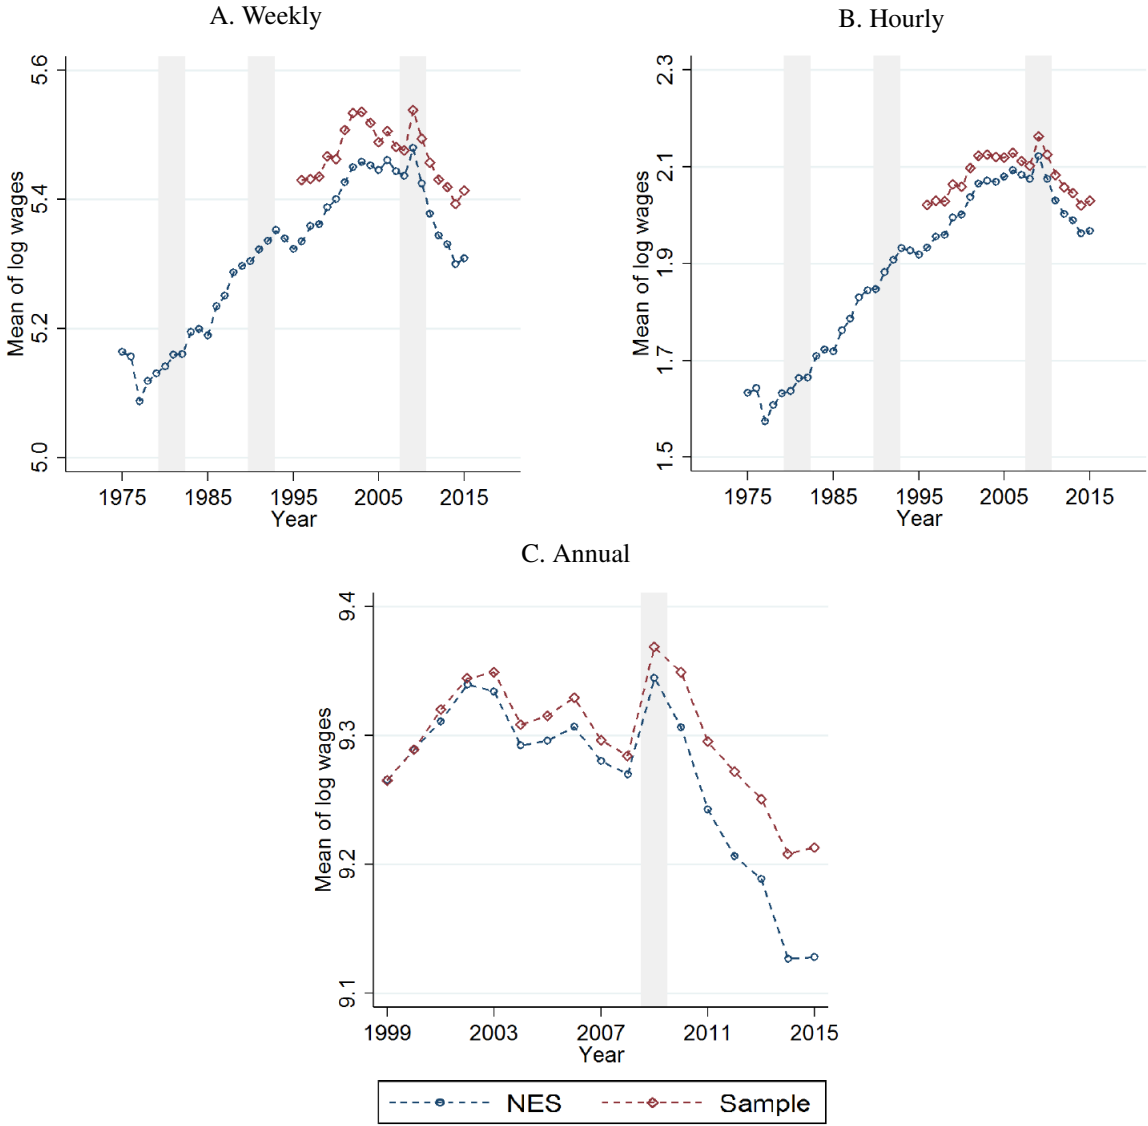 A. Weekly
Mean of log wages
5.6
5.4
5.2
5.0
1975 1985 1995 2005 2015
Year
B. Hourly
Mean of log wages
2.3
2.1
1.9
1.7
1.5
1975 1985 1995 2005 2015
Year
C. Annual
Mean of log wages
9.4
9.3
9.2
9.1
1999 2003 2007 2011 2015
Year
NES Sample